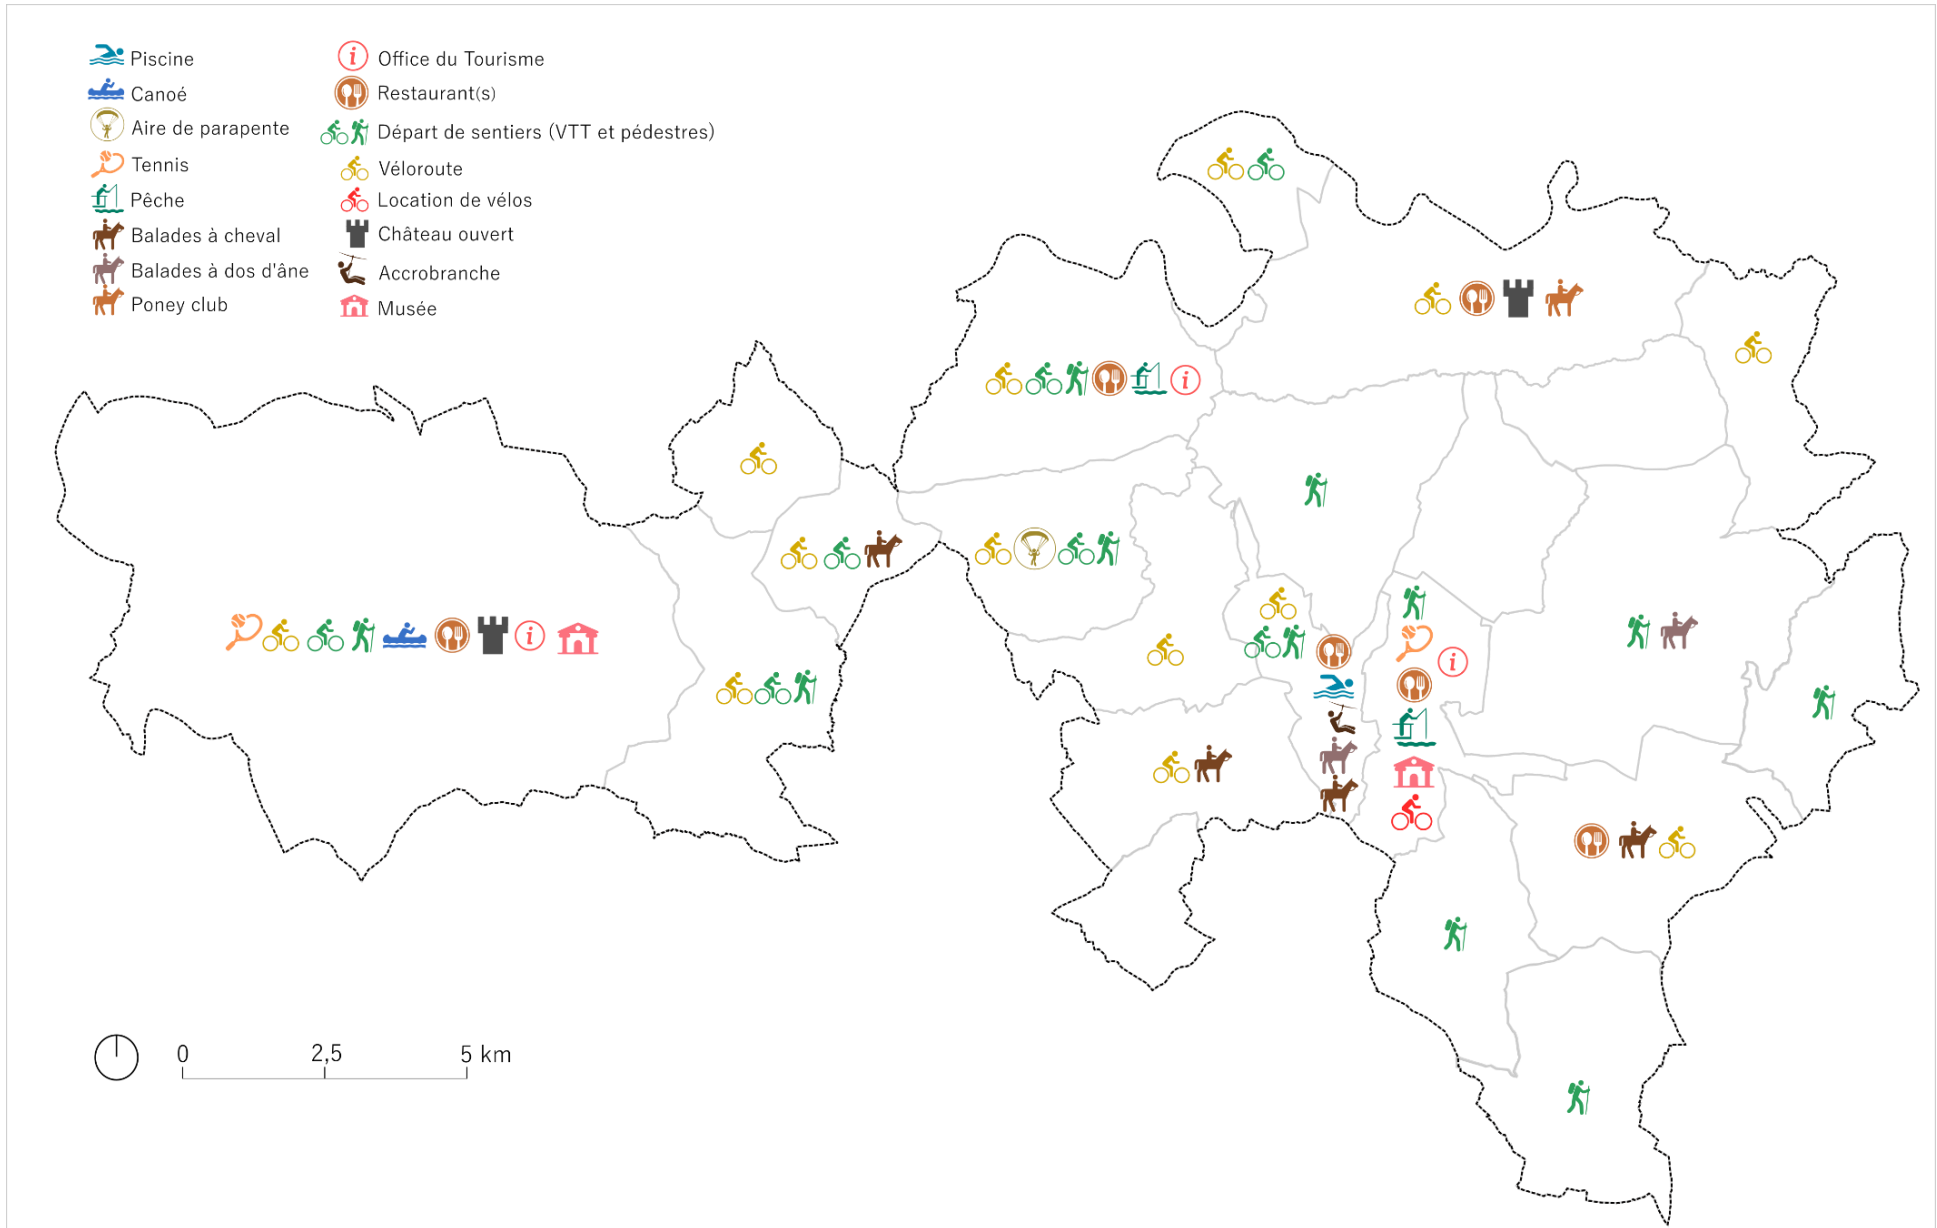 Piscine
Canoé
Aire de parapente
Tennis
Pêche
Balades à cheval
Balades à dos d'âne
Poney club
Office du Tourisme
Restaurant(s)
Départ de sentiers (VTT et pédestres)
Véloroute
Location de vélos
Château ouvert
Accrobranche
Musée
0 2,5 5 km